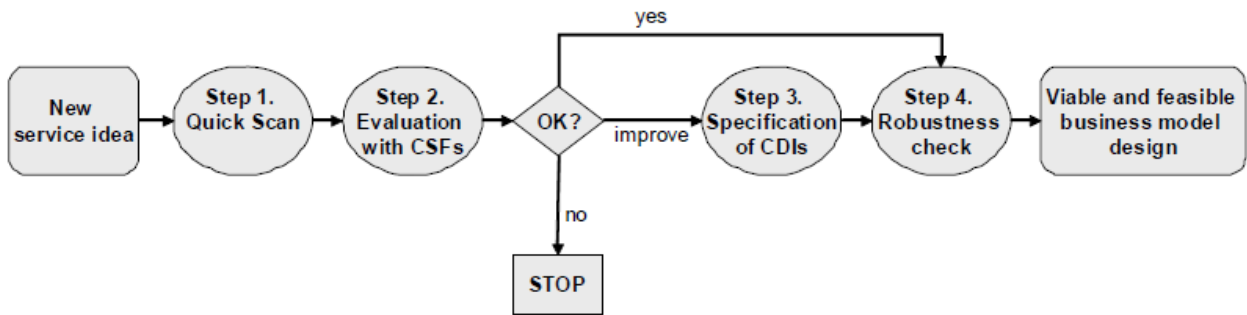 New
service idea
Step 1.
Quick Scan
Step 2.
Evaluation
with CSFs
OK?
yes
improve
no
STOP
Step 3.
Specification
of CDIs
Step 4.
Robustness
check
Viable and feasible
business model
design